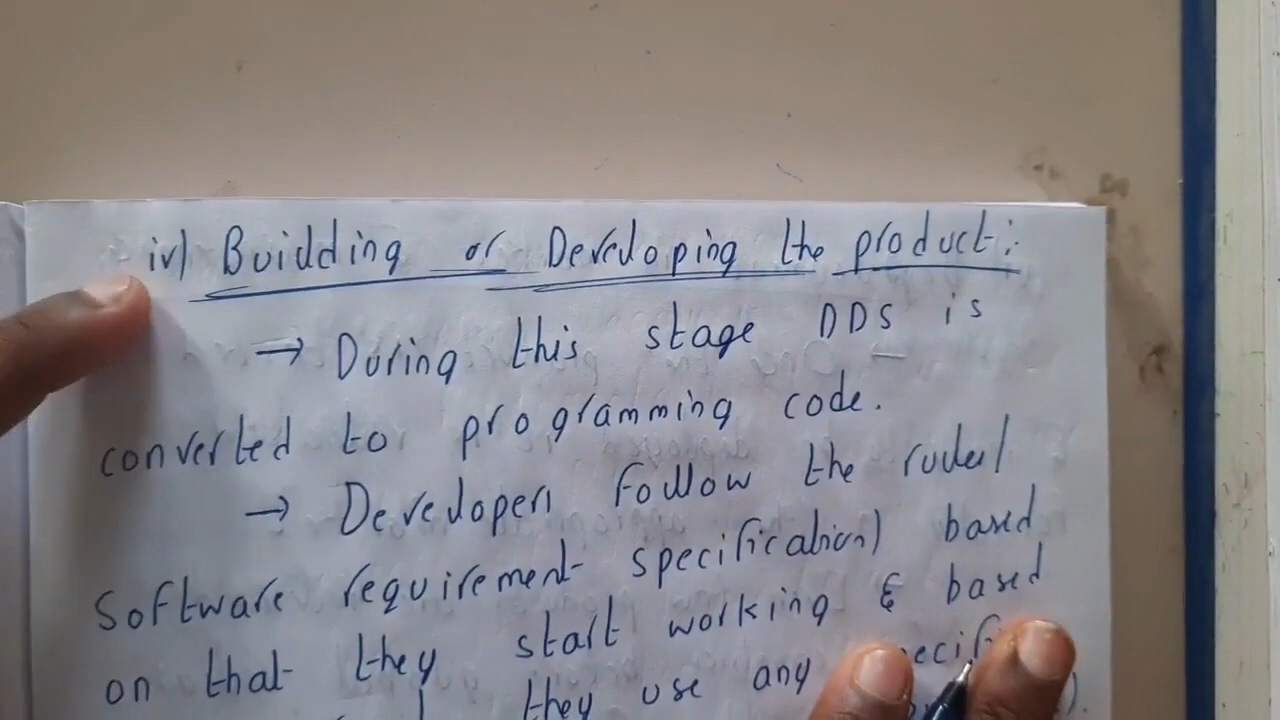 iv) Building or Developing the product:
→ During this stage DDS is
converted to programming code.
→ Developers follow the rules/
software requirement specifications) based
on that they start working & based
they use any